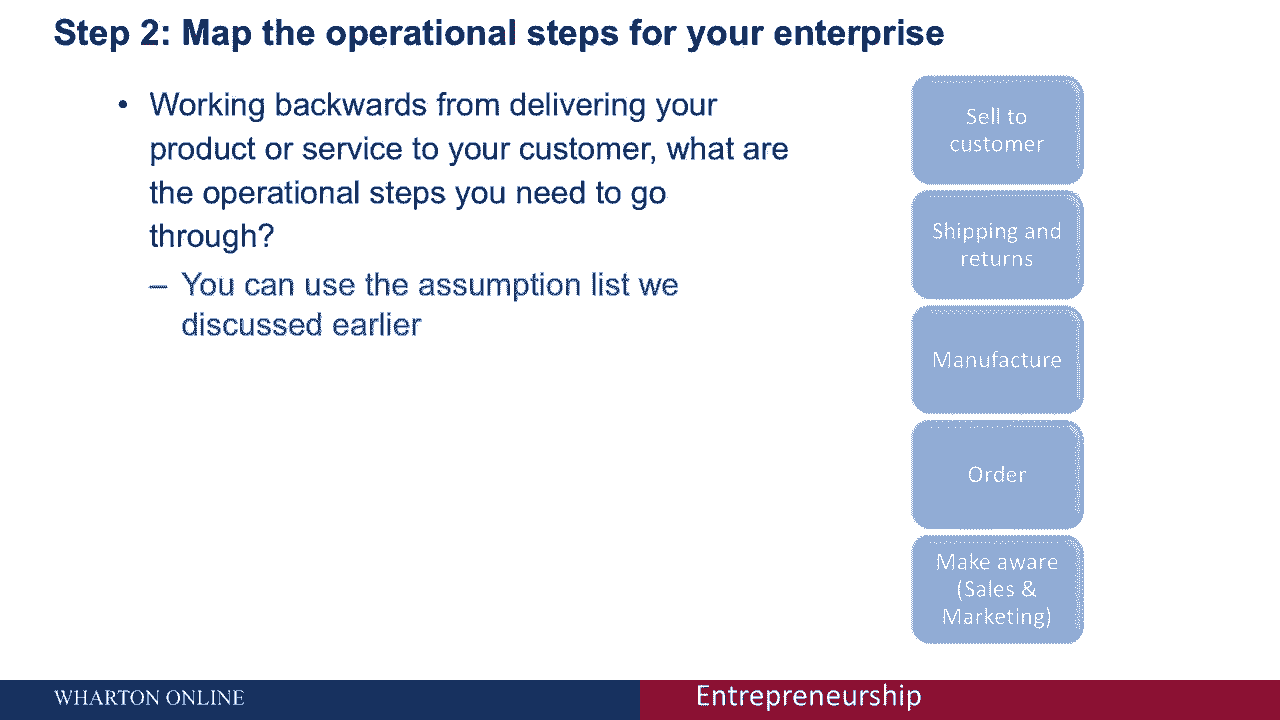 Step 2: Map the operational steps for your enterprise
• Working backwards from delivering your
product or service to your customer, what are
the operational steps you need to go
through?
– You can use the assumption list we
discussed earlier
Sell to
customer
Shipping and
returns
Manufacture
Order
Make aware
(Sales &
Marketing)
WHARTON ONLINE
Entrepreneurship